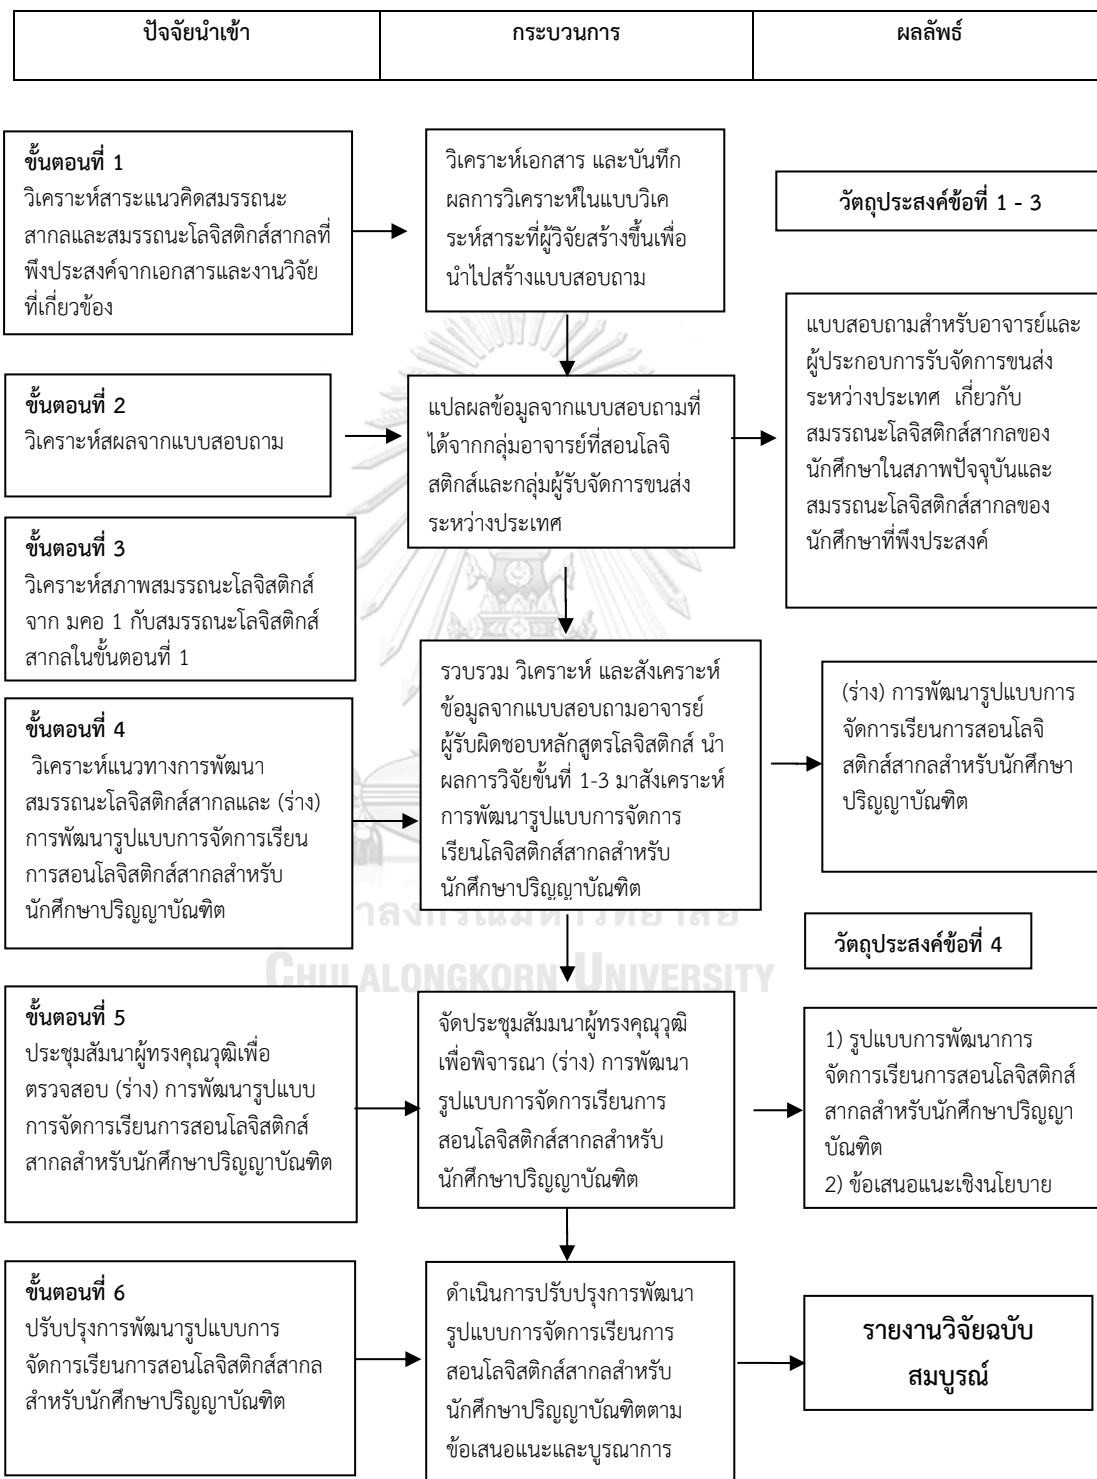 ปัจจัยนำเข้า
กระบวนการ
ผลลัพธ์
ขั้นตอนที่ 1
วิเคราะห์สาระแนวคิดสมรรถนะ
สากลและสมรรถนะโลจิสติกส์สากลที่
พึงประสงค์จากเอกสารและงานวิจัย
ที่เกี่ยวข้อง
วิเคราะห์เอกสาร และบันทึก
ผลการวิเคราะห์ในแบบวิเค
ระห์สาระที่ผู้วิจัยสร้างขึ้นเพื่อ
นำไปสร้างแบบสอบถาม
วัตถุประสงค์ข้อที่ 1 - 3
ขั้นตอนที่ 2
วิเคราะห์สผลจากแบบสอบถาม
แปลผลข้อมูลจากแบบสอบถามที่
ได้จากกลุ่มอาจารย์ที่สอนโลจิ
สติกส์และกลุ่มผู้รับจัดการขนส่ง
ระหว่างประเทศ
แบบสอบถามสำหรับอาจารย์และ
ผู้ประกอบการรับจัดการขนส่ง
ระหว่างประเทศ เกี่ยวกับ
สมรรถนะโลจิสติกส์สากลของ
นักศึกษาในสภาพปัจจุบันและ
สมรรถนะโลจิสติกส์สากลของ
นักศึกษาที่พึงประสงค์
ขั้นตอนที่ 3
วิเคราะห์สภาพสมรรถนะโลจิสติกส์
จาก มคอ 1 กับสมรรถนะโลจิสติกส์
สากลในขั้นตอนที่ 1
ขั้นตอนที่ 4
วิเคราะห์แนวทางการพัฒนา
สมรรถนะโลจิสติกส์สากลและ (ร่าง)
การพัฒนารูปแบบการจัดการเรียน
การสอนโลจิสติกส์สากลสำหรับ
นักศึกษาปริญญาบัณฑิต
รวบรวม วิเคราะห์ และสังเคราะห์
ข้อมูลจากแบบสอบถามอาจารย์
ผู้รับผิดชอบหลักสูตรโลจิสติกส์ นำ
ผลการวิจัยขั้นที่ 1-3 มาสังเคราะห์
การพัฒนารูปแบบการจัดการ
เรียนโลจิสติกส์สากลสำหรับ
นักศึกษาปริญญาบัณฑิต
(ร่าง) การพัฒนารูปแบบการ
จัดการเรียนการสอนโลจิ
สติกส์สากลสำหรับนักศึกษา
ปริญญาบัณฑิต
าลงกรณ์มหาวิทยาลัย
CHULALONGKORN UNIVERSITY
วัตถุประสงค์ข้อที่ 4
ขั้นตอนที่ 5
ประชุมสัมนาผู้ทรงคุณวุฒิเพื่อ
ตรวจสอบ (ร่าง) การพัฒนารูปแบบ
การจัดการเรียนการสอนโลจิสติกส์
สากลสำหรับนักศึกษาปริญญาบัณฑิต
จัดประชุมสัมมนาผู้ทรงคุณวุฒิ
เพื่อพิจารณา (ร่าง) การพัฒนา
รูปแบบการจัดการเรียนการ
สอนโลจิสติกส์สากลสำหรับ
นักศึกษาปริญญาบัณฑิต
1) รูปแบบการพัฒนาการ
จัดการเรียนการสอนโลจิสติกส์
สากลสำหรับนักศึกษาปริญญา
บัณฑิต
2) ข้อเสนอแนะเชิงนโยบาย
ขั้นตอนที่ 6
ปรับปรุงการพัฒนารูปแบบการ
จัดการเรียนการสอนโลจิสติกส์สากล
สำหรับนักศึกษาปริญญาบัณฑิต
ดำเนินการปรับปรุงการพัฒนา
รูปแบบการจัดการเรียนการ
สอนโลจิสติกส์สากลสำหรับ
นักศึกษาปริญญาบัณฑิตตาม
ข้อเสนอแนะและบูรณาการ
รายงานวิจัยฉบับ
สมบูรณ์